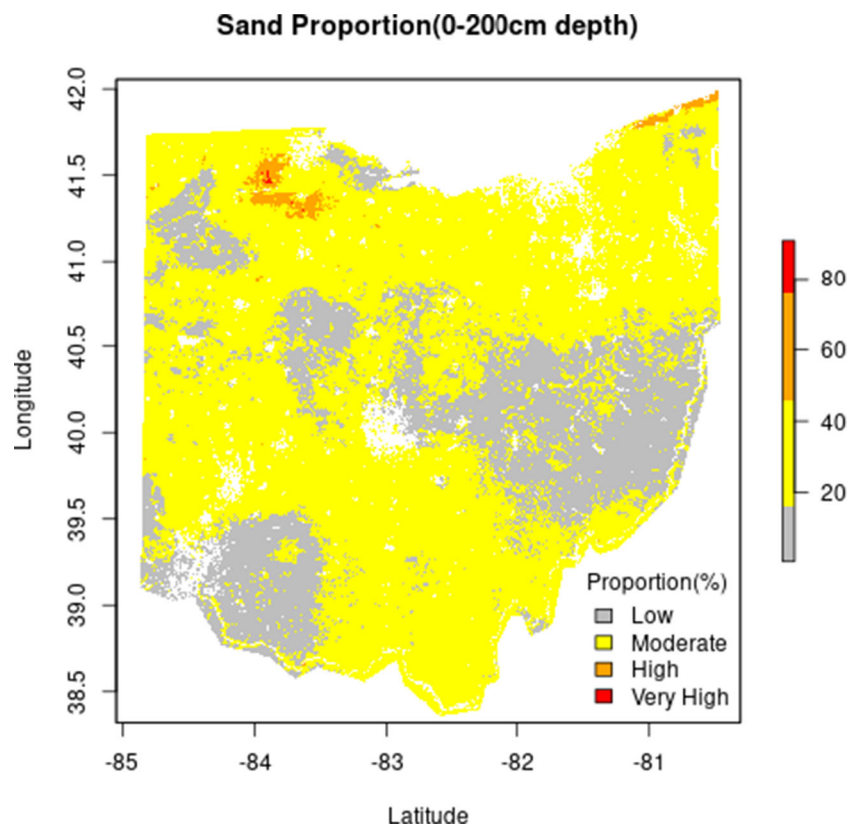 Sand Proportion(0-200cm depth)
42.0
41.5
41.0
40.5
40.0
39.5
39.0
38.5
Longitude
80
60
40
20
Proportion(%)
Low
Moderate
High
Very High
-85 -84 -83 -82 -81
Latitude